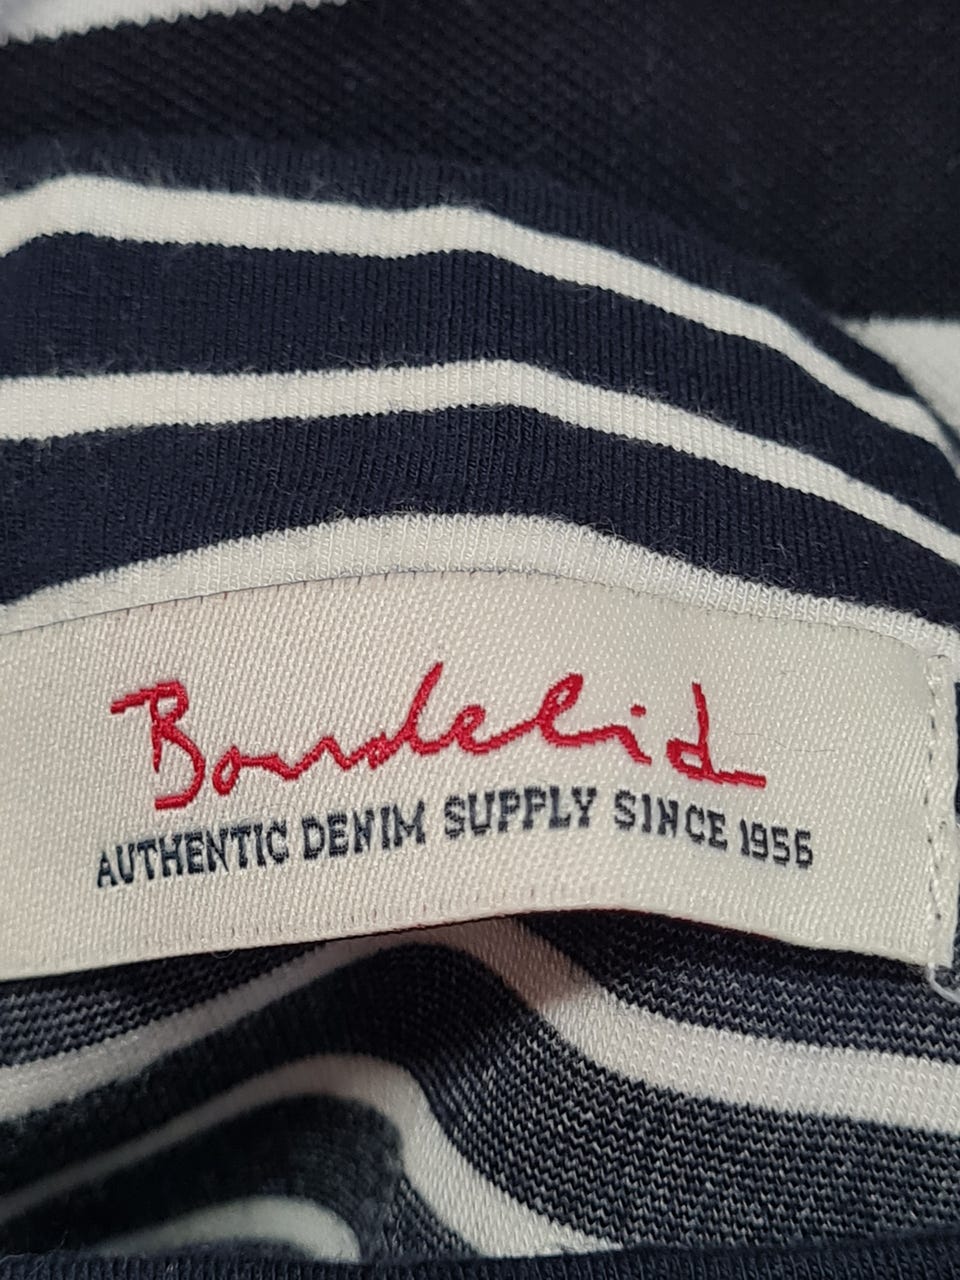 Bondelid
AUTHENTIC DENIM SUPPLY SINCE 1956